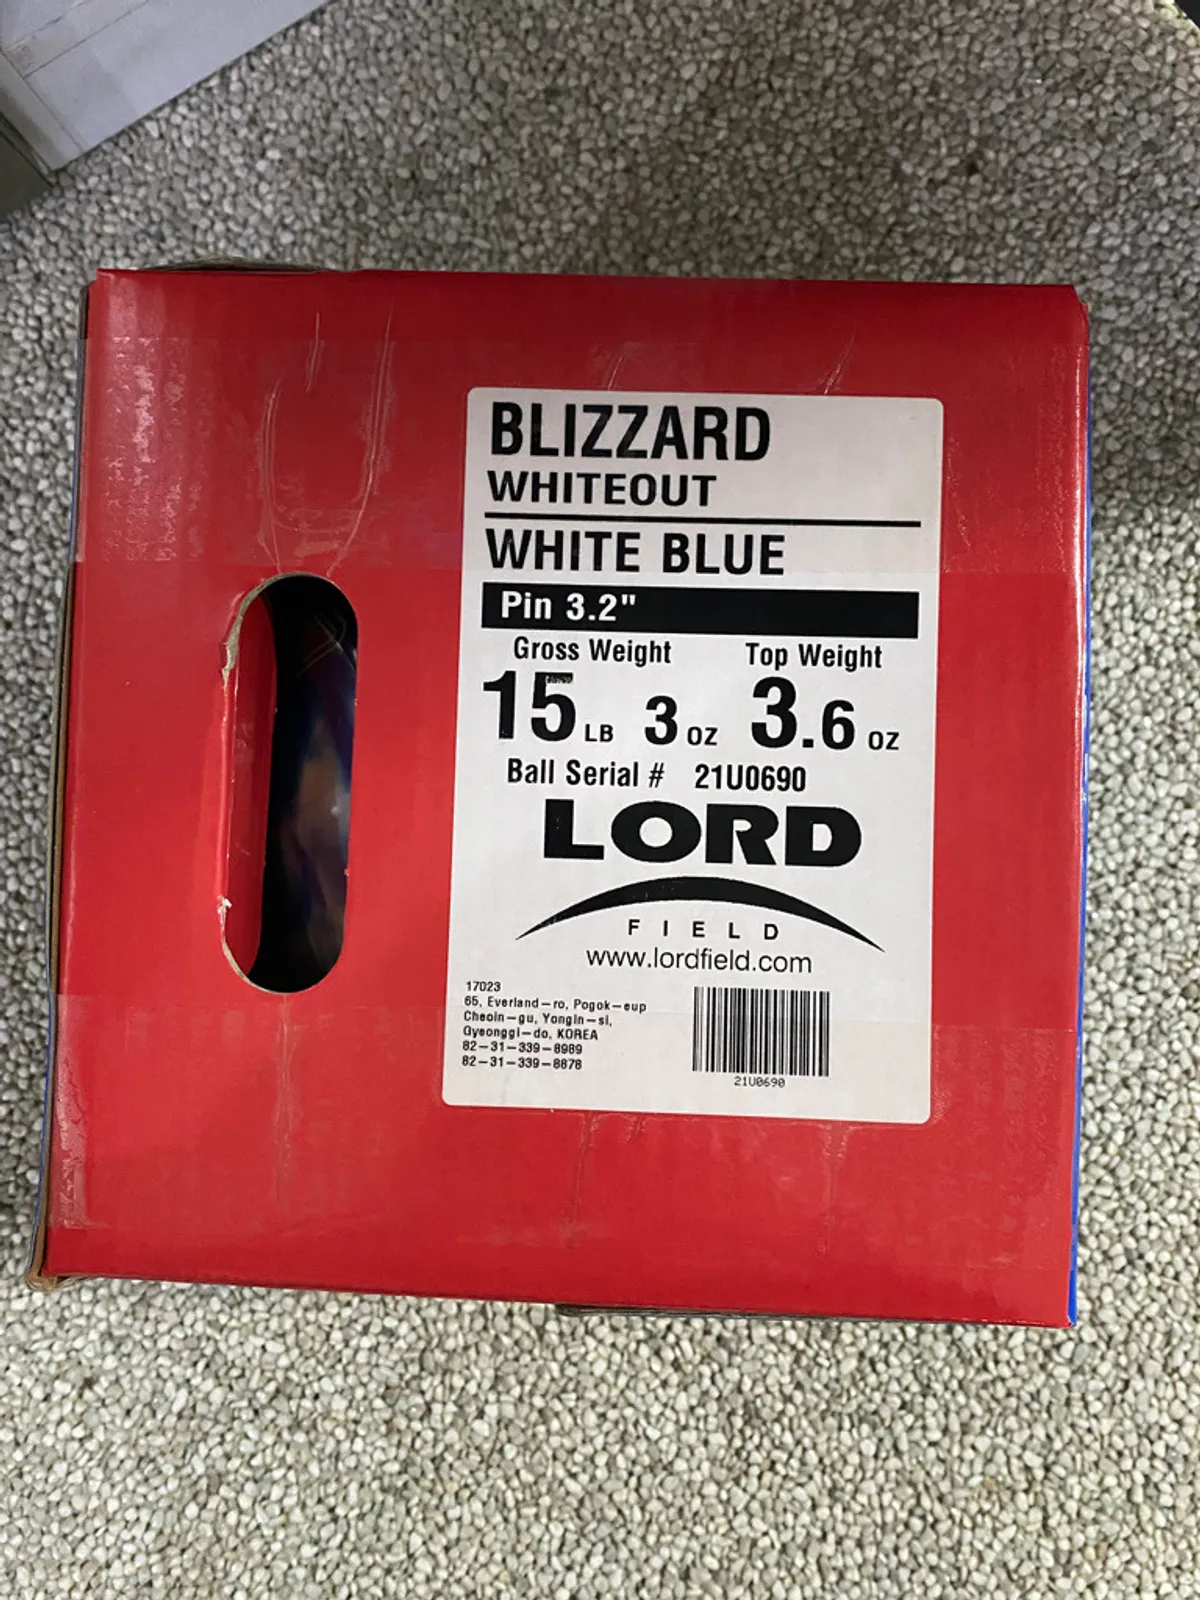 BLIZZARD
WHITEOUT
WHITE BLUE
Pin 3.2"
Gross Weight Top Weight
15 LB 3 oz 3.6 oz
Ball Serial # 21U0690
LORD
FIELD
www.lordfield.com
17023
65, Everland-ro, Pogok-eup
Cheoin-gu, Yongin-si,
Gyeonggi-do, KOREA
82-31-339-8989
82-31-339-8878
21U0690